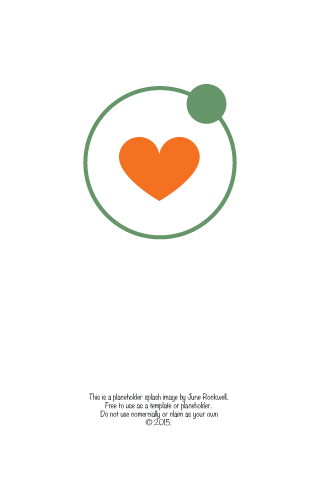 This is a placeholder splash image by June Rockwell.
Free to use as a template or placeholder.
Do not use comercially or claim as your own
© 2015.